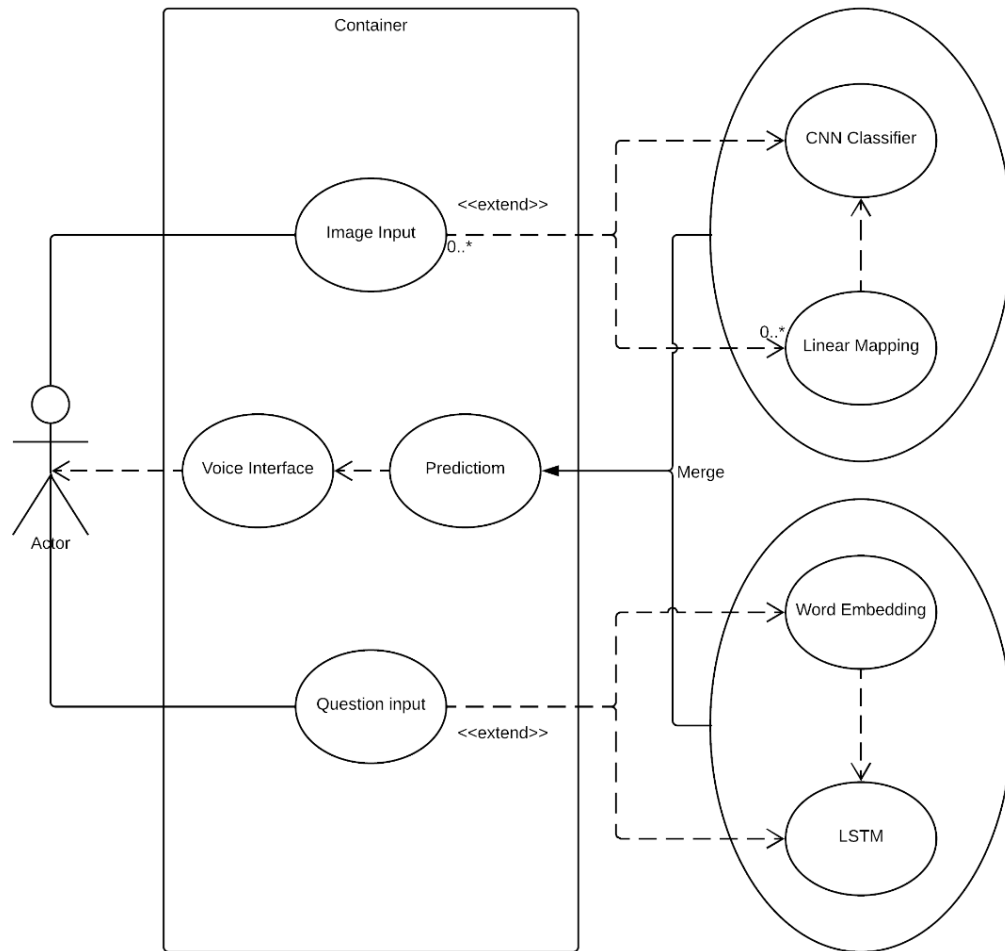 Container
CNN Classifier
<<extend>>
Image Input
0..*
0..*
Linear Mapping
Voice Interface
Predictiom
Merge
Actor
Word Embedding
Question input
<<extend>>
LSTM